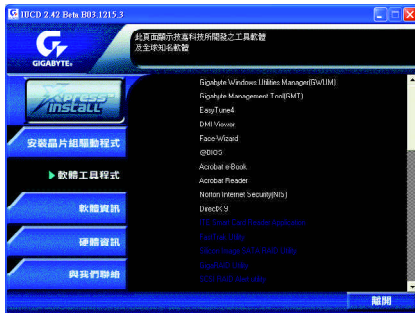 IUCD 2.42 Beta B03.1215.3
GIGABYTE
此頁面顯示技嘉科技所開發之工具軟體
及全球知名軟體
Xpress
INSTALL
安裝晶片組驅動程式
軟體工具程式
軟體資訊
硬體資訊
與我們聯絡
Gigabyte Windows Utilities Manager(GWUM)
Gigabyte Management Tool(GMT)
EasyTune4
DMI Viewer
Face-Wizard
@BIOS
Acrobat e-Book
Acrobat Reader
Norton Internet Security(NIS)
DirectX 9
離開